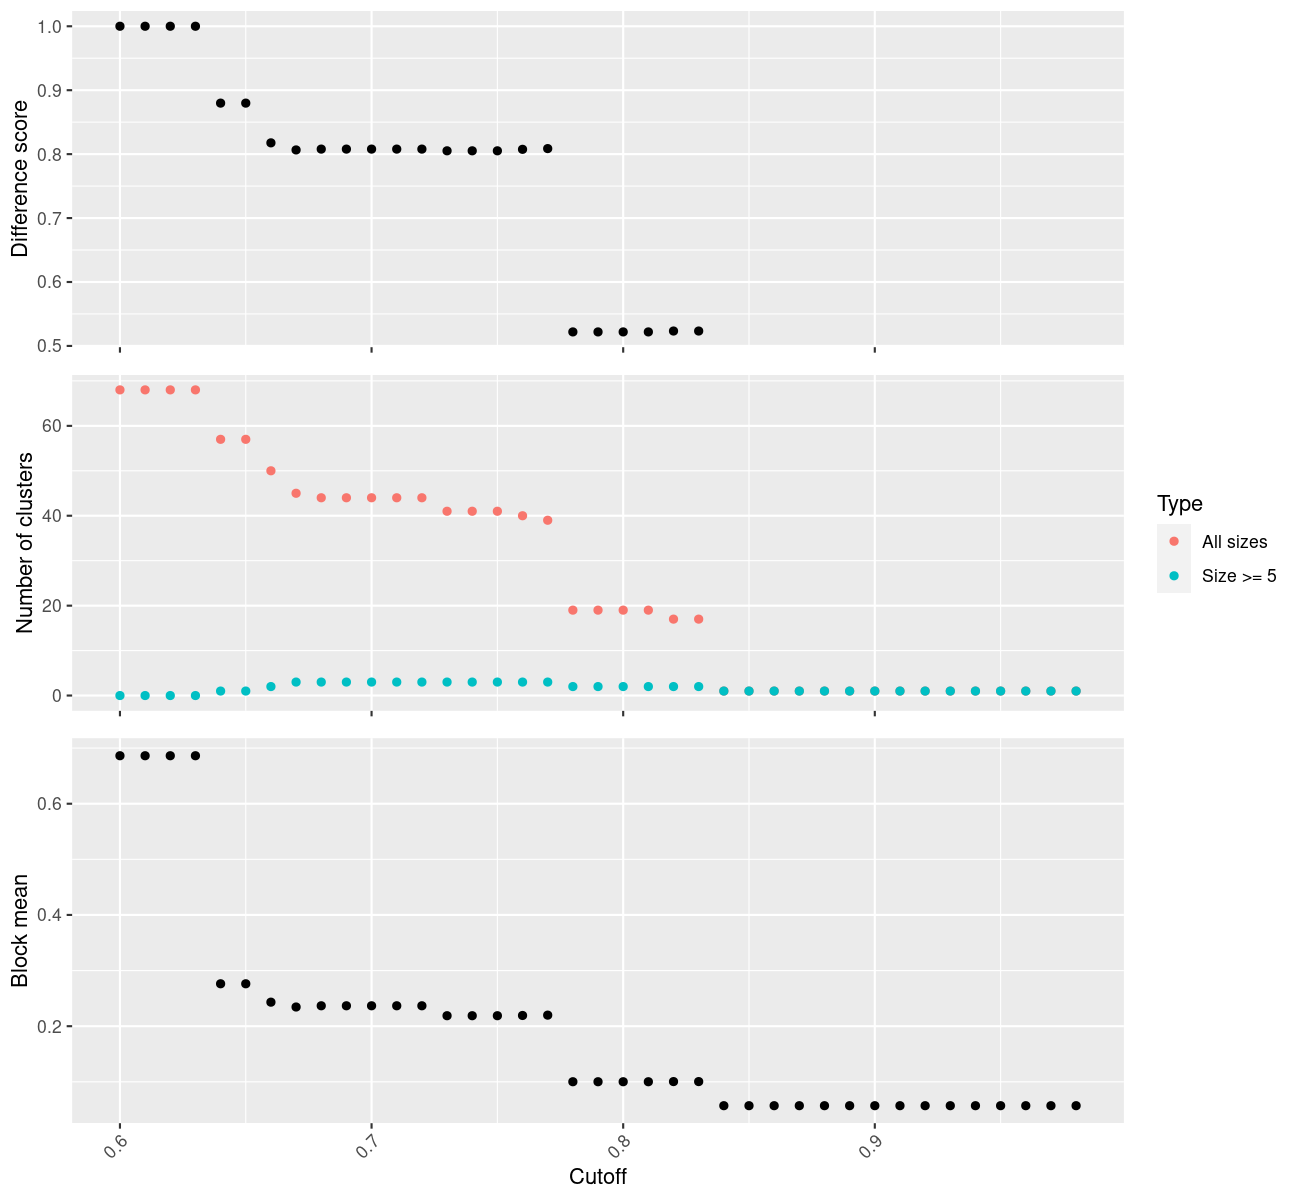 Difference score
1.0
0.9
0.8
0.7
0.6
0.5
Number of clusters
60
40
20
0
Type
All sizes
Size >= 5
Block mean
0.6
0.4
0.2
0.6
0.7
0.8
0.9
Cutoff